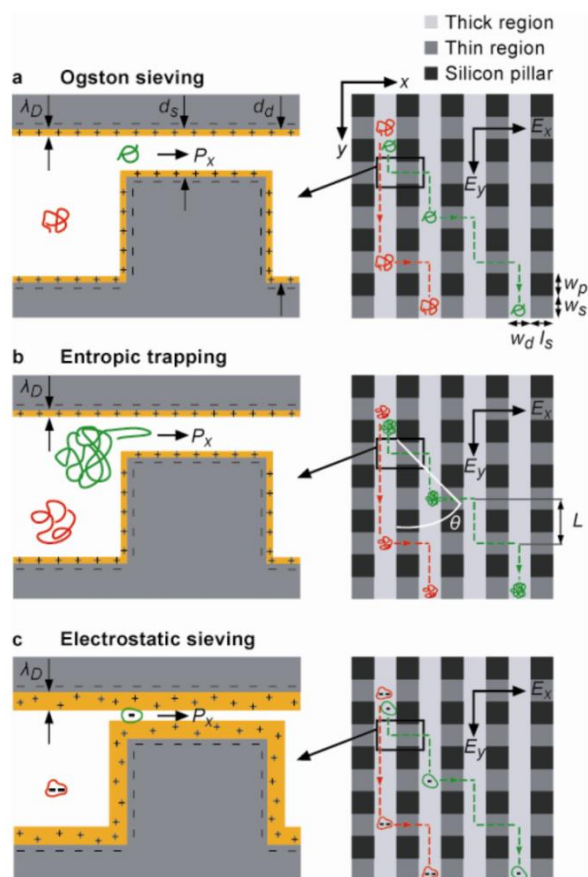 Thick region
Thin region
Silicon pillar
a Ogston sieving
λD
ds
dd
Px
x
y
Ex
Ey
wp
ws
wd ls
b Entropic trapping
λD
Px
Ex
Ey
θ
L
c Electrostatic sieving
λD
Px
Ex
Ey